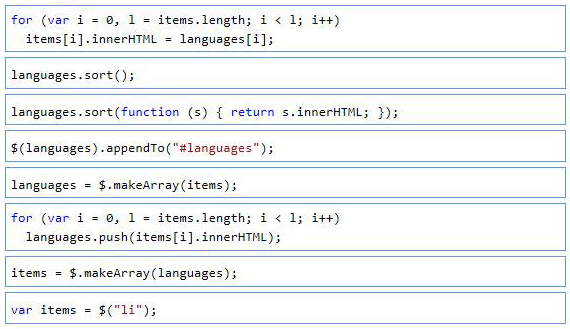 for (var i = 0, l = items.length; i < l; i++)
  items[i].innerHTML = languages[i];
languages.sort();
languages.sort(function (s) { return s.innerHTML; });
$(languages).appendTo("#languages");
languages = $.makeArray(items);
for (var i = 0, l = items.length; i < l; i++)
  languages.push(items[i].innerHTML);
items = $.makeArray(languages);
var items = $("li");